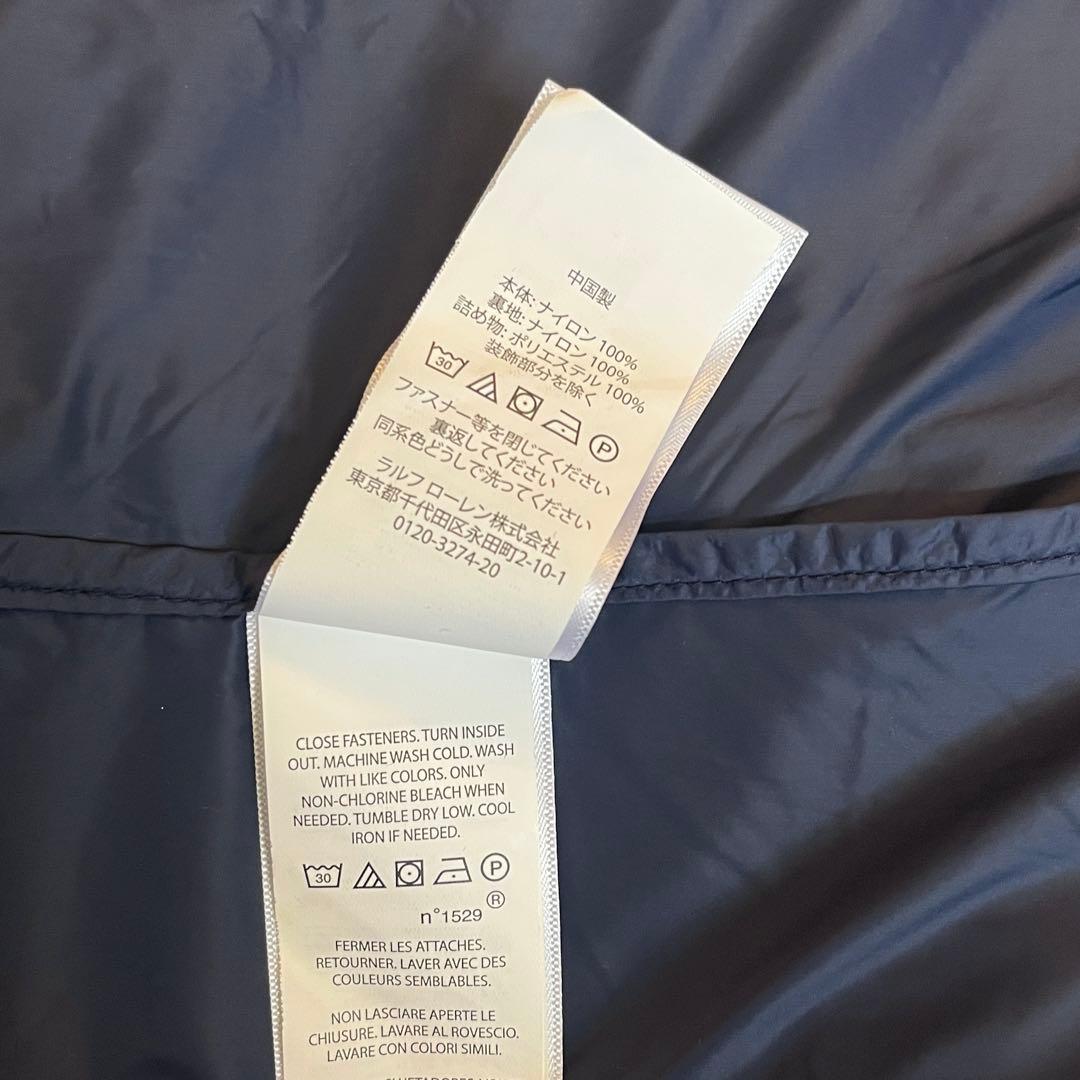 中国製
本体: ナイロン 100%
裏地: ナイロン 100%
詰め物: ポリエステル 100%
装飾部分を除く
30 P
ファスナー等を閉じてください
裏返してください
同系色どうしで洗ってください
ラルフ ローレン株式会社
東京都千代田区永田町2-10-1
0120-3274-20
CLOSE FASTENERS. TURN INSIDE
OUT. MACHINE WASH COLD. WASH
WITH LIKE COLORS. ONLY
NON-CHLORINE BLEACH WHEN
NEEDED. TUMBLE DRY LOW. COOL
IRON IF NEEDED.
30 P
n°1529 ®
FERMER LES ATTACHES.
RETOURNER. LAVER AVEC DES
COULEURS SEMBLABLES.
NON LASCIARE APERTE LE
CHIUSURE. LAVARE AL ROVESCIO.
LAVARE CON COLORI SIMILI.